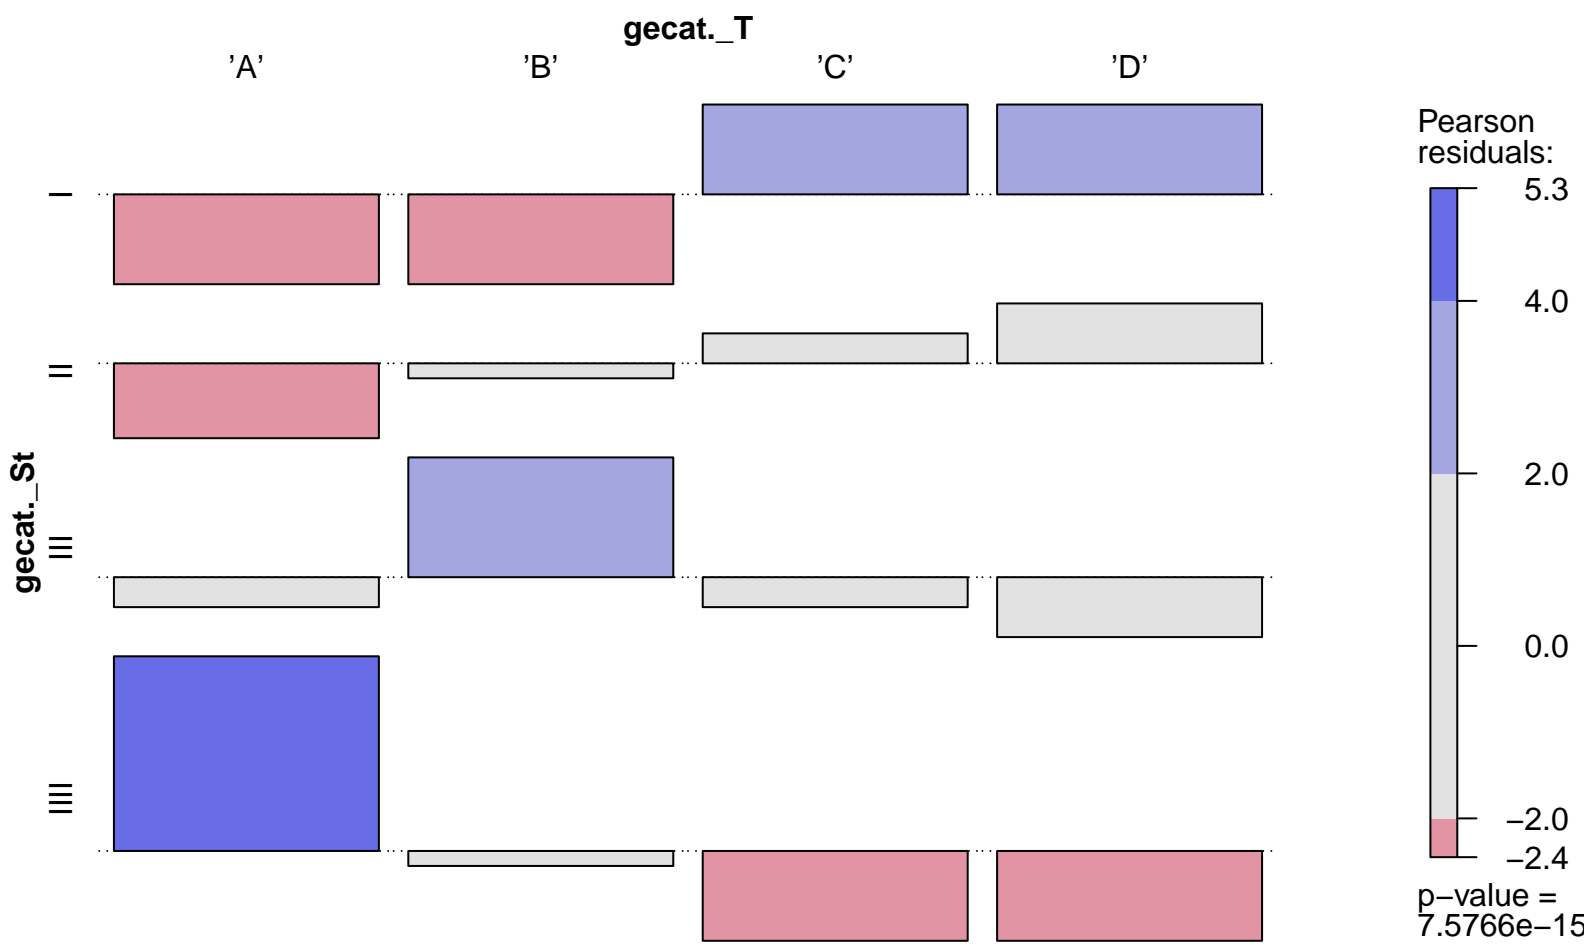 gecat._T
’A’ ’B’ ’C’ ’D’
Pearson
residuals:
5.3
4.0
2.0
0.0
−2.0
−2.4
p−value =
7.5766e−15
gecat._St
I
II
III
IIII